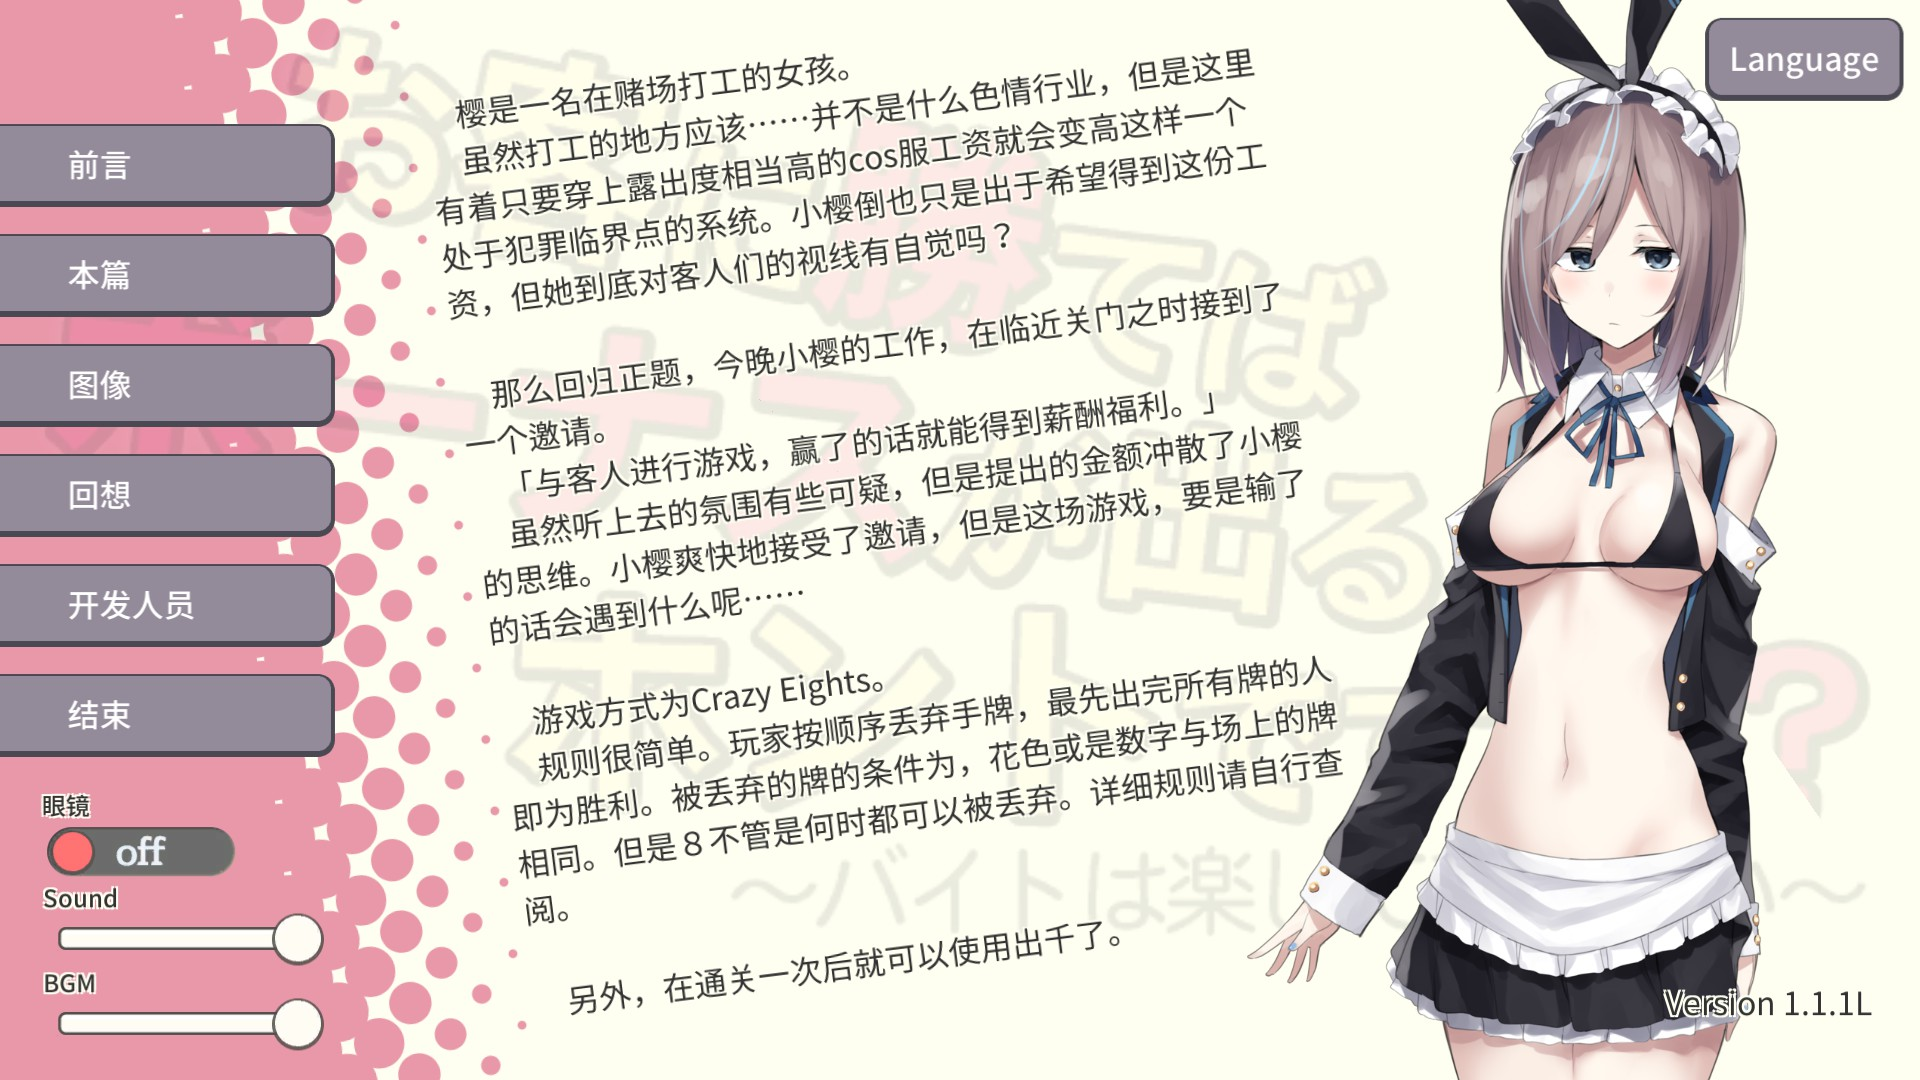 Language
前言
本篇
图像
回想
开发人员
结束
眼镜
off
Sound
BGM
樱是一名在赌场打工的女孩。
虽然打工的地方应该……并不是什么色情行业，但是这里
有着只要穿上露出度相当高的cos服工资就会变高这样一个
处于犯罪临界点的系统。小樱倒也只是出于希望得到这份工
资，但她到底对客人们的视线有自觉吗？
那么回归正题，今晚小樱的工作，在临近关门之时接到了
一个邀请。
「与客人进行游戏，赢了的话就能得到薪酬福利。」
虽然听上去的氛围有些可疑，但是提出的金额冲散了小樱
的思维。小樱爽快地接受了邀请，但是这场游戏，要是输了
的话会遇到什么呢……
游戏方式为Crazy Eights。
规则很简单。玩家按顺序丢弃手牌，最先出完所有牌的人
即为胜利。被丢弃的牌的条件为，花色或是数字与场上的牌
相同。但是８不管是何时都可以被丢弃。详细规则请自行查
阅。
另外，在通关一次后就可以使用出千了。
Version 1.1.1L